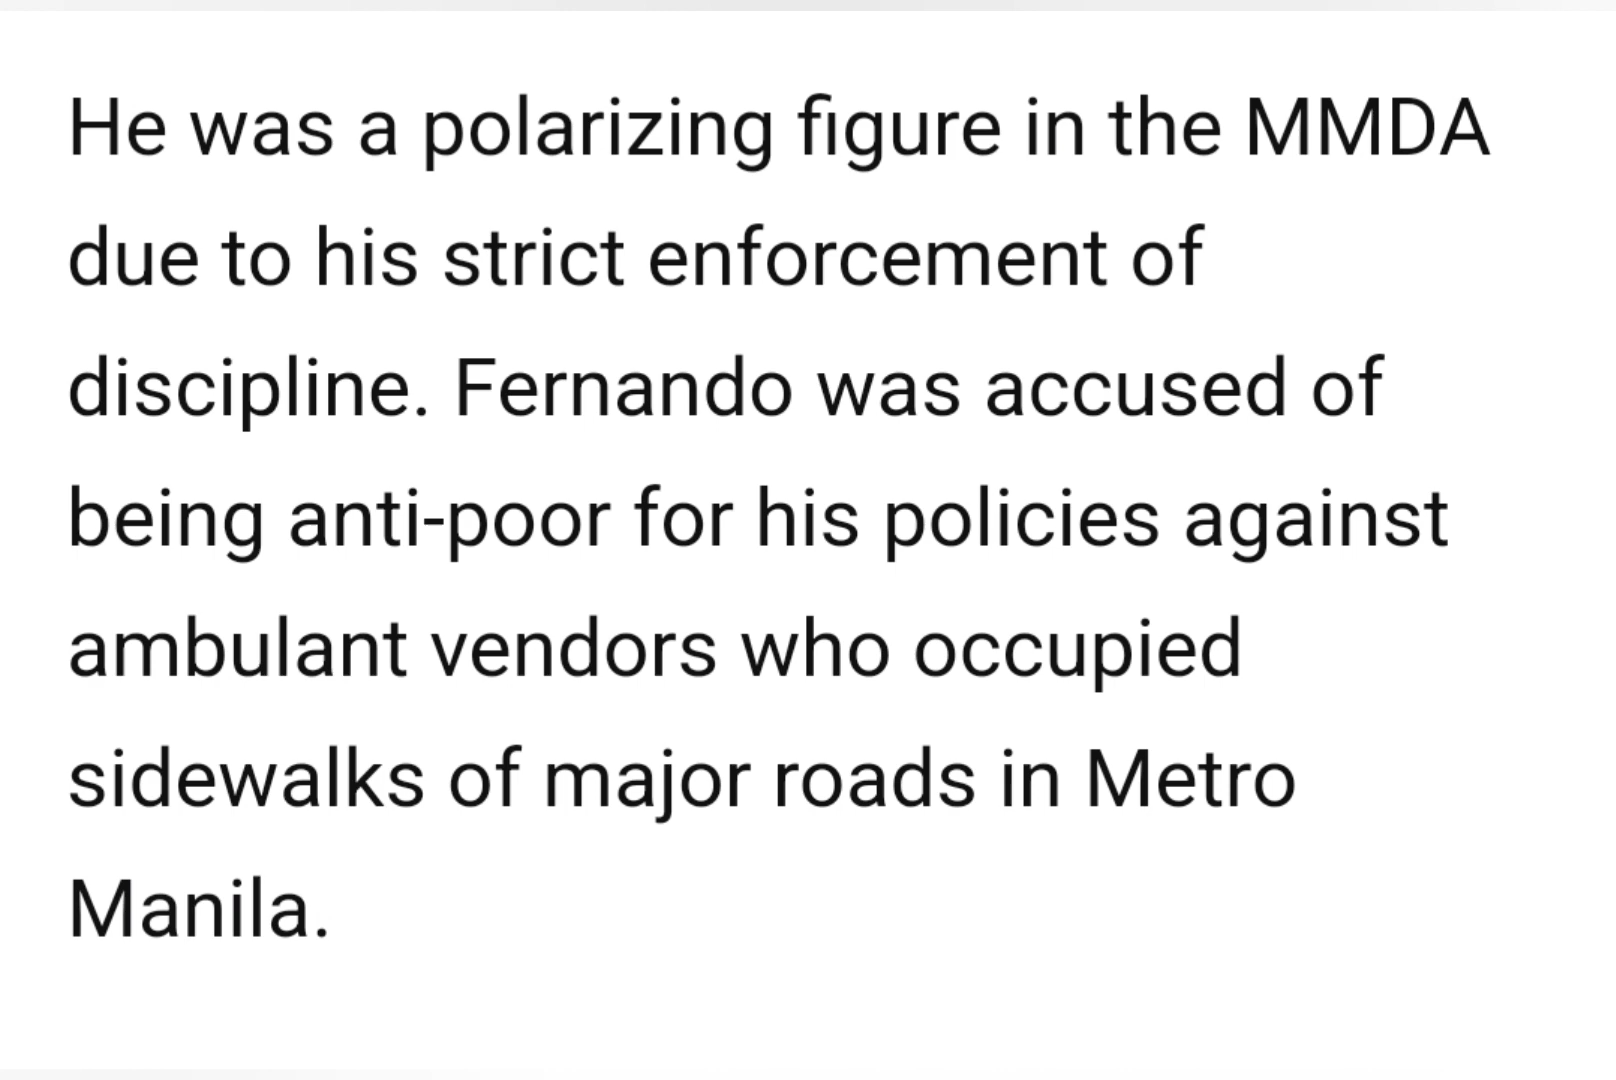 He was a polarizing figure in the MMDA
due to his strict enforcement of
discipline. Fernando was accused of
being anti-poor for his policies against
ambulant vendors who occupied
sidewalks of major roads in Metro
Manila.